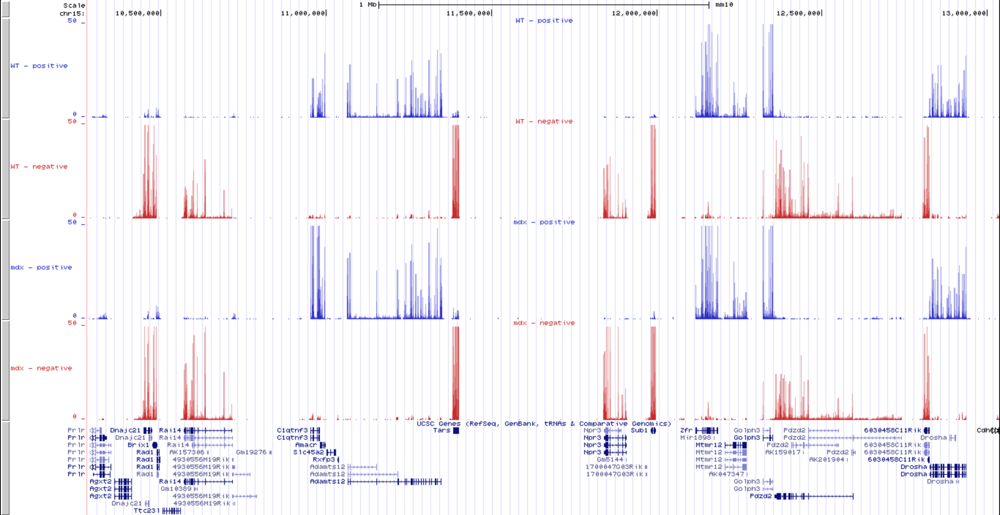 Scale 1 Mb mm10
chr15: 10,500,000 11,000,000 11,500,000 12,000,000 12,500,000 13,000,000
50 WT - positive
WT - positive
0
50 WT - negative
WT - negative
0
50 mdx - positive
mdx - positive
0
50 mdx - negative
mdx - negative
0
UCSC Genes (RefSeq, GenBank, tRNAs & Comparative Genomics)
Prlr Dnajc21 Rai14 C1qtnf3 Tars Npr3 Sub1 Zfr Golph3 Pdzd2 6030458C11Rik
Prlr Dnajc21 Rai14 C1qtnf3 Npr3 Mir1898 Golph3 Pdzd2 Drosha
Prlr Brix1 Rai14 Amacr Npr3 Mtmr12 Pdzd2 6030458C11Rik
Prlr Rad1 AK157306 Gm19276 Slc45a2 Npr3 Mtmr12 AK159017 Pdzd2 6030458C11Rik
Prlr Rad1 4930556M19Rik Rxfp3 Gm5144 Mtmr12 AK201904 6030458C11Rik
Prlr Rad1 4930556M19Rik Adamts12 1700047G03Rik Mtmr12 Drosha
Prlr Rad1 4930556M19Rik Adamts12 1700047G03Rik AK047347 Drosha
Agxt2 Rai14 Adamts12 Golph3 Drosha
Agxt2 Gm10389 Golph3
Agxt2 4930556M19Rik Pdzd2
Dnajc21 4930556M19Rik
Ttc23l